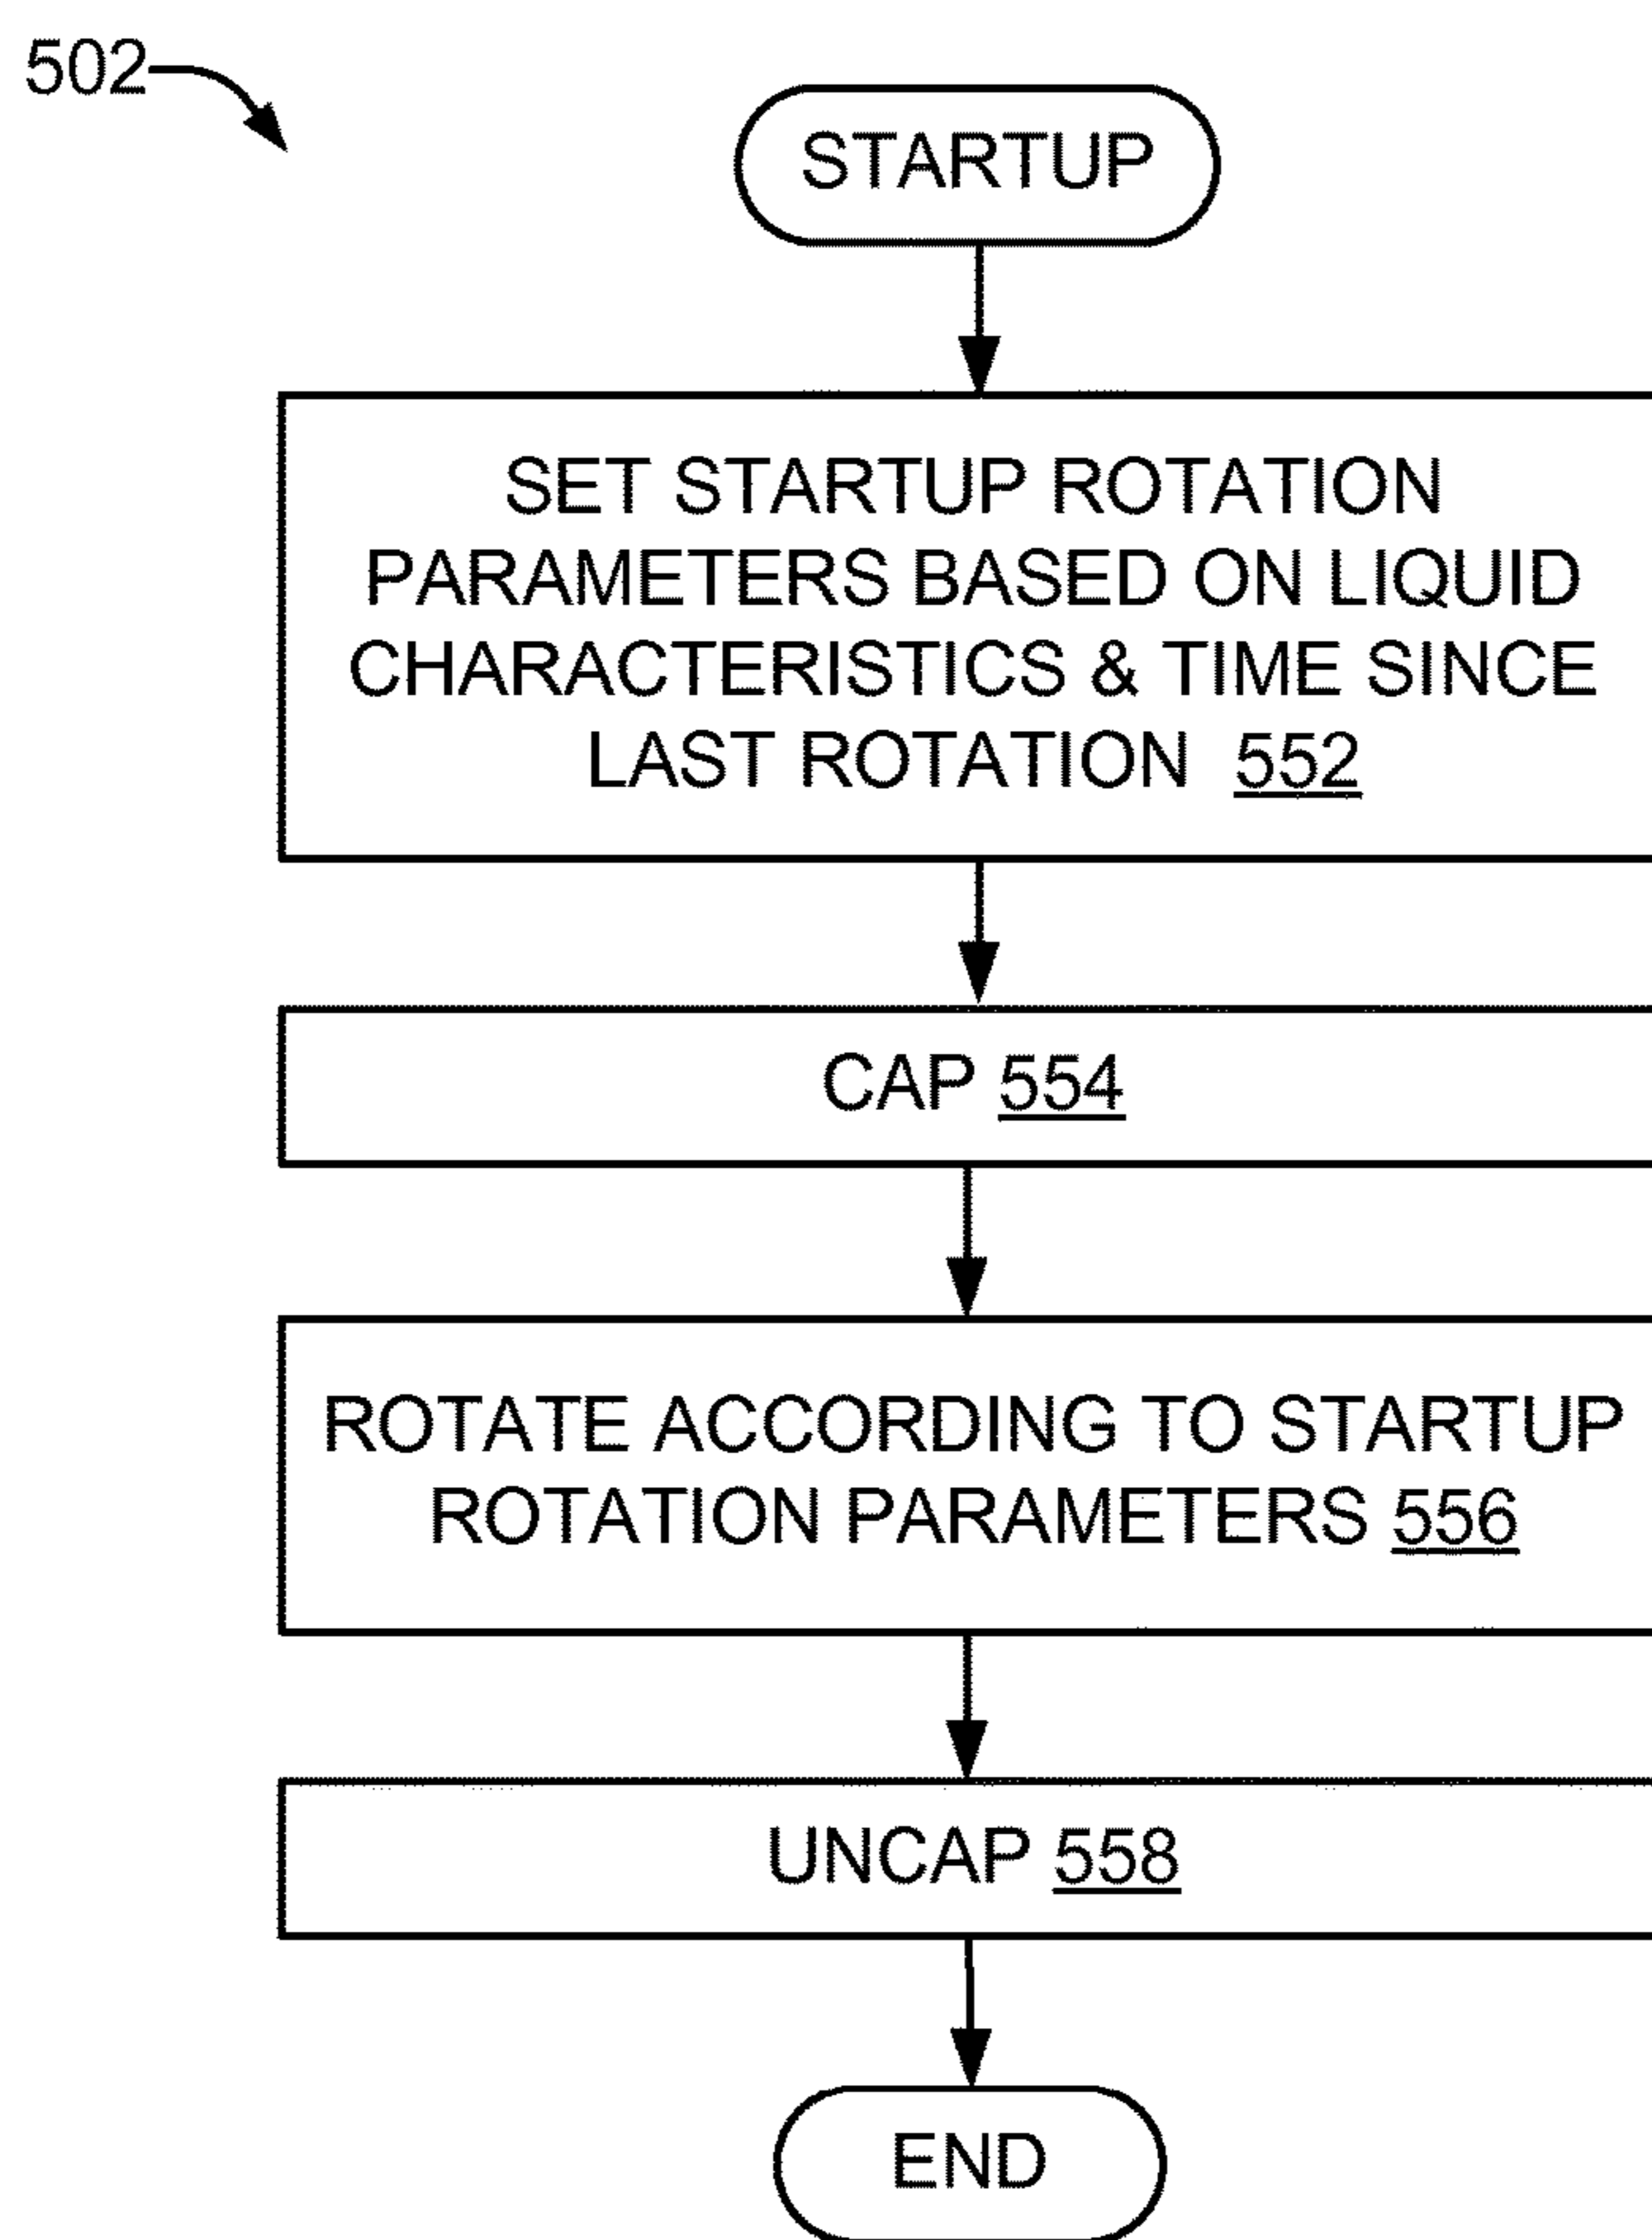 502
STARTUP
SET STARTUP ROTATION
PARAMETERS BASED ON LIQUID
CHARACTERISTICS & TIME SINCE
LAST ROTATION 552
CAP 554
ROTATE ACCORDING TO STARTUP
ROTATION PARAMETERS 556
UNCAP 558
END